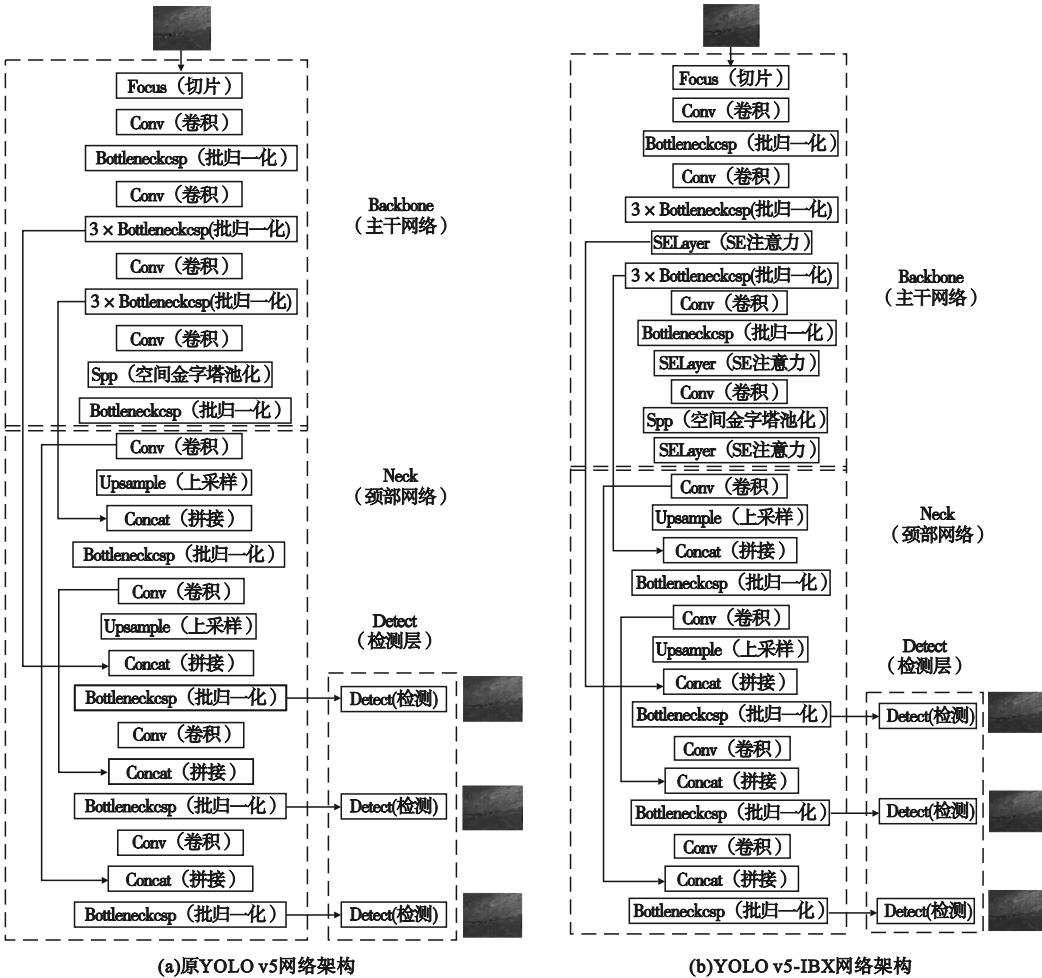 Focus（切片）
Conv（卷积）
Bottleneckcsp（批归一化）
Conv（卷积）
3×Bottleneckcsp(批归一化)
Conv（卷积）
3×Bottleneckcsp(批归一化)
Conv（卷积）
Spp（空间金字塔池化）
Bottleneckcsp（批归一化）
Backbone
（主干网络）
Conv（卷积）
Upsample（上采样）
Concat（拼接）
Bottleneckcsp（批归一化）
Conv（卷积）
Upsample（上采样）
Concat（拼接）
Bottleneckcsp（批归一化）
Conv（卷积）
Concat（拼接）
Bottleneckcsp（批归一化）
Conv（卷积）
Concat（拼接）
Bottleneckcsp（批归一化）
Neck
（颈部网络）
Detect
（检测层）
Detect(检测)
Detect(检测)
Detect(检测)
(a)原YOLO v5网络架构
Focus（切片）
Conv（卷积）
Bottleneckcsp（批归一化）
Conv（卷积）
3×Bottleneckcsp(批归一化)
SELayer（SE注意力）
3×Bottleneckcsp(批归一化)
Conv（卷积）
Bottleneckcsp（批归一化）
SELayer（SE注意力）
Conv（卷积）
Spp（空间金字塔池化）
SELayer（SE注意力）
Backbone
（主干网络）
Conv（卷积）
Upsample（上采样）
Concat（拼接）
Bottleneckcsp（批归一化）
Conv（卷积）
Upsample（上采样）
Concat（拼接）
Bottleneckcsp（批归一化）
Conv（卷积）
Concat（拼接）
Bottleneckcsp（批归一化）
Conv（卷积）
Concat（拼接）
Bottleneckcsp（批归一化）
Neck
（颈部网络）
Detect
（检测层）
Detect(检测)
Detect(检测)
Detect(检测)
(b)YOLO v5-IBX网络架构